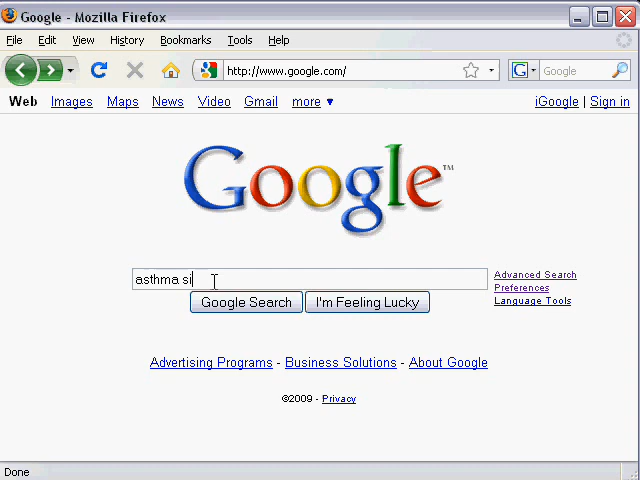 Google - Mozilla Firefox
File Edit View History Bookmarks Tools Help
http://www.google.com/ G Google
Web Images Maps News Video Gmail more ▼ iGoogle | Sign in
Google™
asthma si
Advanced Search
Preferences
Language Tools
Google Search I'm Feeling Lucky
Advertising Programs - Business Solutions - About Google
©2009 - Privacy
Done